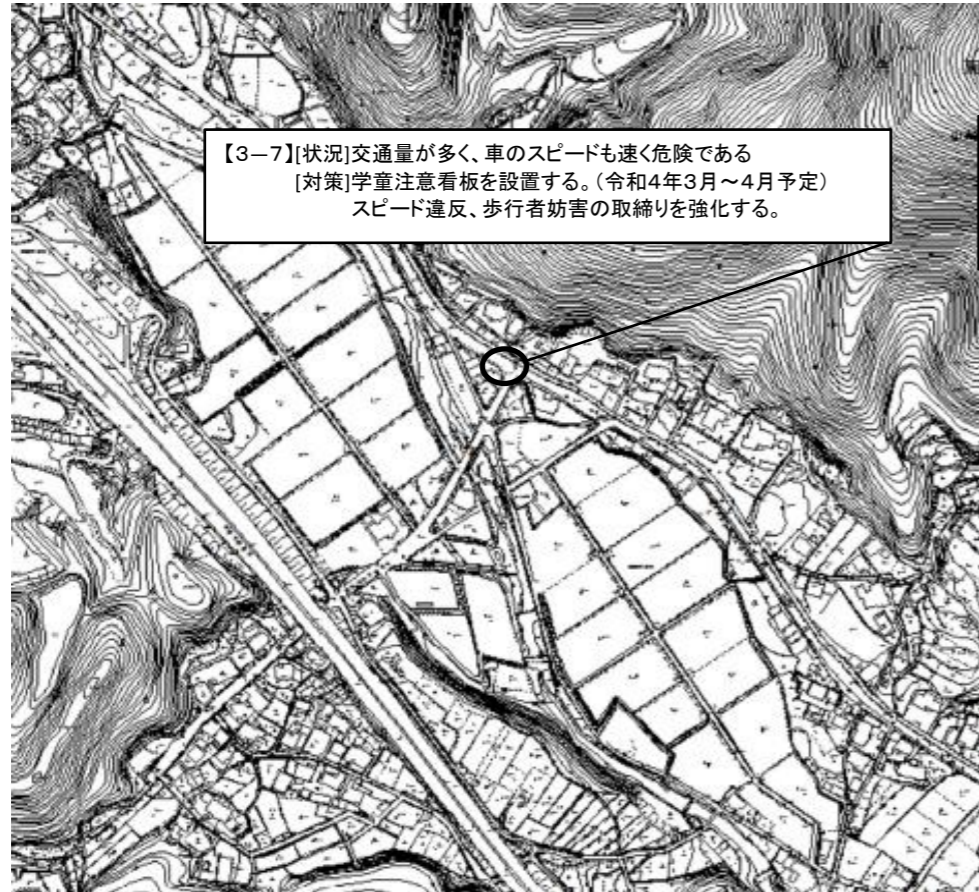 【3－7】[状況]交通量が多く、車のスピードも速く危険である
[対策]学童注意看板を設置する。（令和4年3月～4月予定）
スピード違反、歩行者妨害の取締りを強化する。